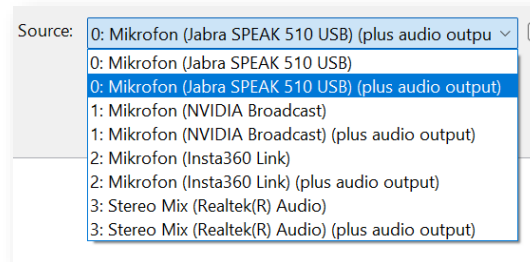 Source:
0: Mikrofon (Jabra SPEAK 510 USB) (plus audio outpu
0: Mikrofon (Jabra SPEAK 510 USB)
0: Mikrofon (Jabra SPEAK 510 USB) (plus audio output)
1: Mikrofon (NVIDIA Broadcast)
1: Mikrofon (NVIDIA Broadcast) (plus audio output)
2: Mikrofon (Insta360 Link)
2: Mikrofon (Insta360 Link) (plus audio output)
3: Stereo Mix (Realtek(R) Audio)
3: Stereo Mix (Realtek(R) Audio) (plus audio output)